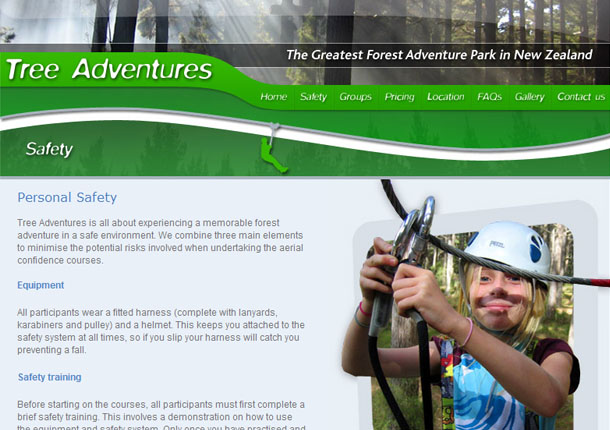 The Greatest Forest Adventure Park in New Zealand
Tree Adventures
Home Safety Groups Pricing Location FAQs Gallery Contact us
Safety
Personal Safety
Tree Adventures is all about experiencing a memorable forest
adventure in a safe environment. We combine three main elements
to minimise the potential risks involved when undertaking the aerial
confidence courses.
Equipment
All participants wear a fitted harness (complete with lanyards,
karabiners and pulley) and a helmet. This keeps you attached to the
safety system at all times, so if you slip your harness will catch you
preventing a fall.
Safety training
Before starting on the courses, all participants must first complete a
brief safety training. This involves a demonstration on how to use
the equipment and safety system. Only once you have practised and
PETZL